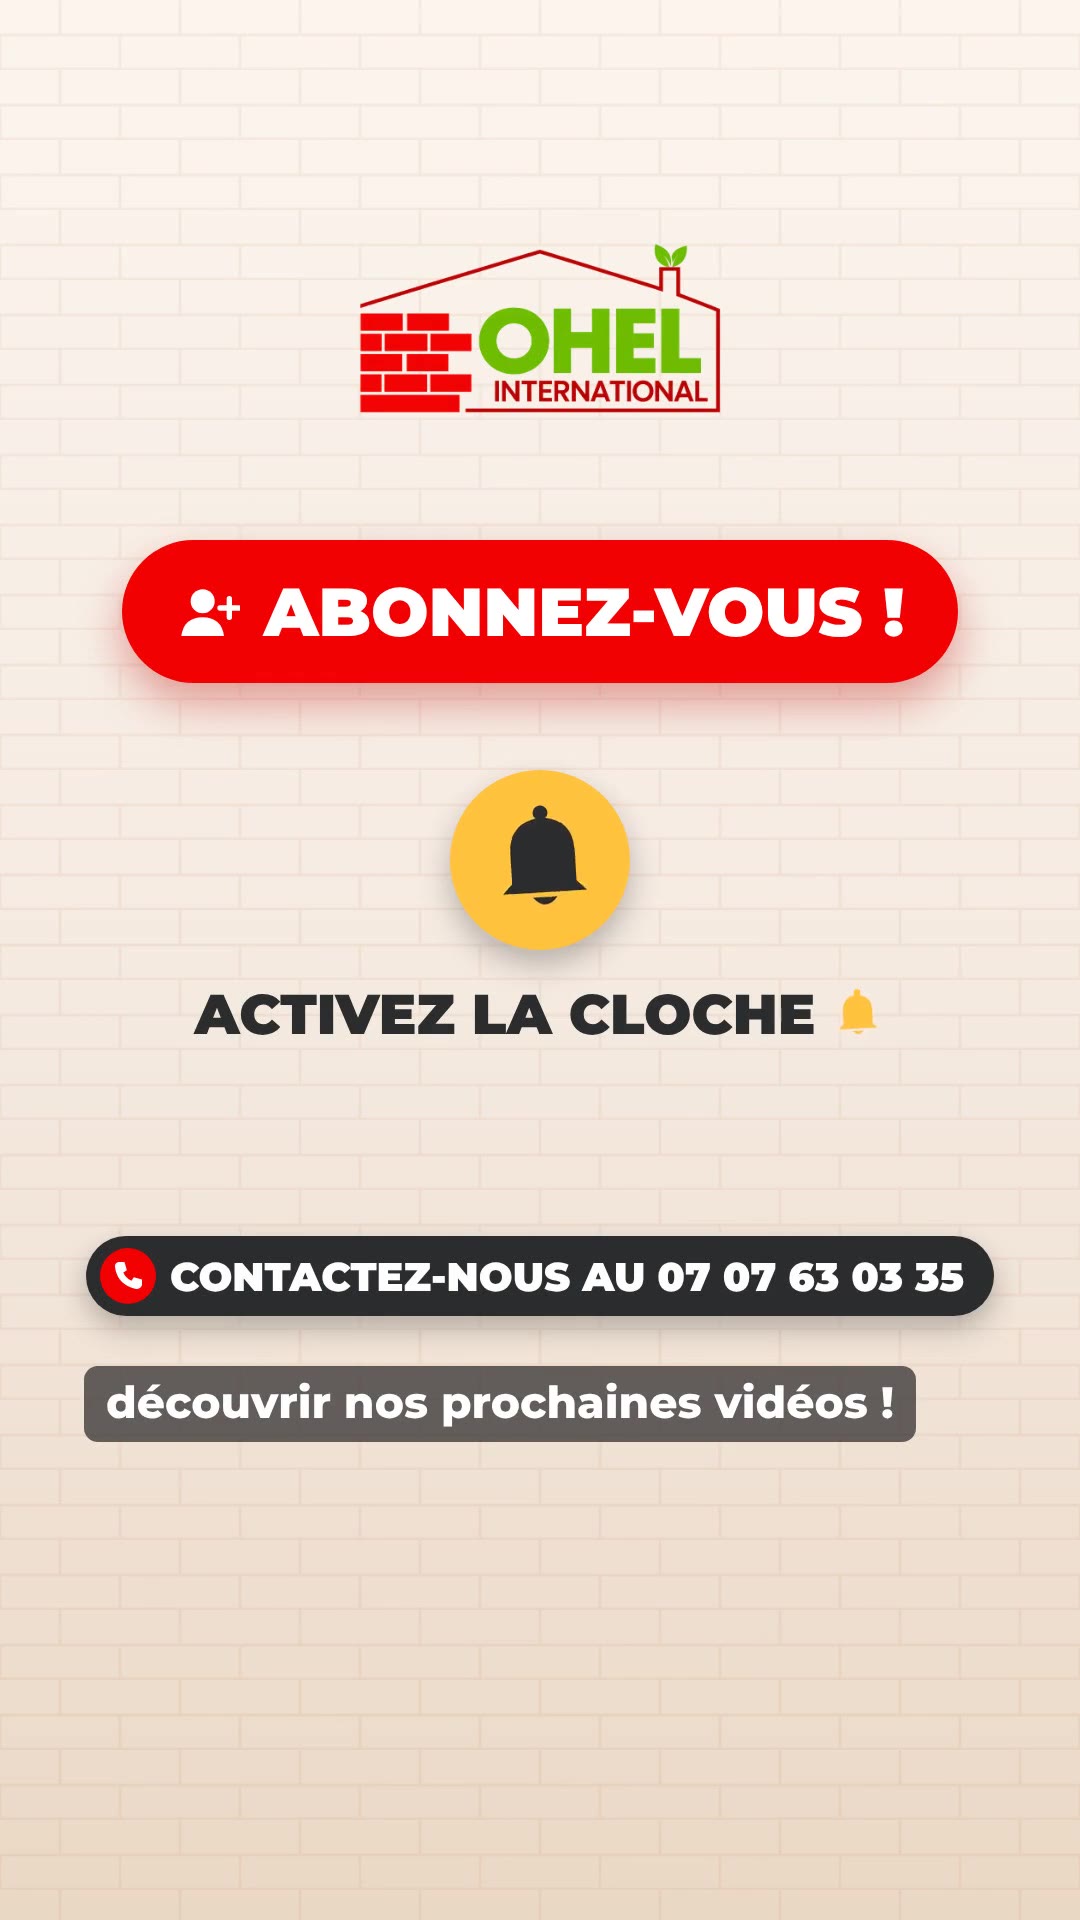 OHEL
INTERNATIONAL
ABONNEZ-VOUS !
ACTIVEZ LA CLOCHE
CONTACTEZ-NOUS AU 07 07 63 03 35
découvrir nos prochaines vidéos !